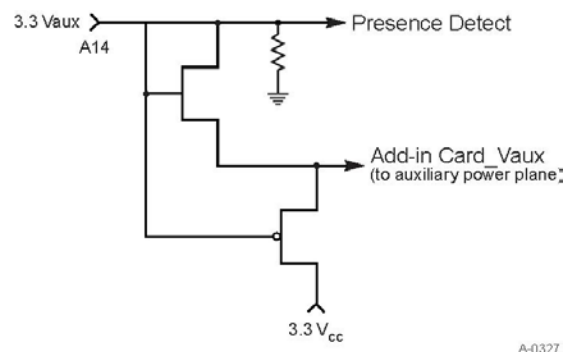 3.3 Vaux
A14
Presence Detect
Add-in Card_Vaux
(to auxiliary power plane)
3.3 Vcc
A-0327